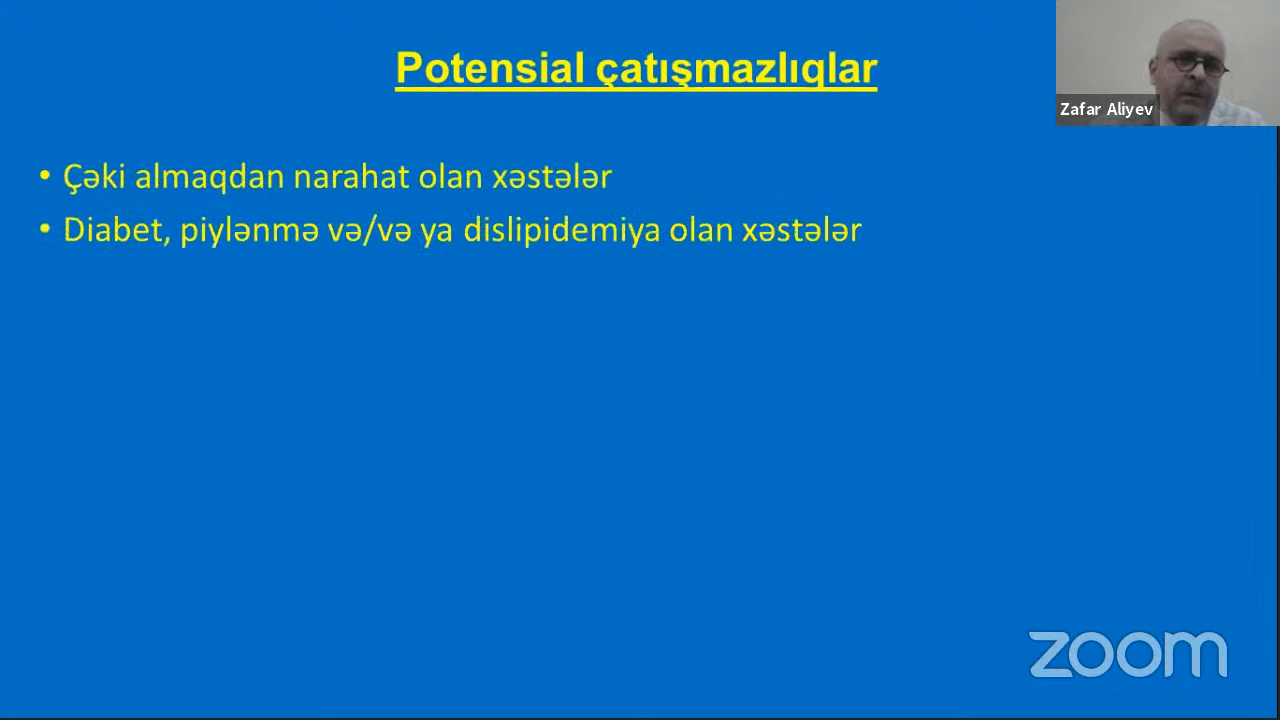 Potensial çatışmazlıqlar
Zafar Aliyev
• Çəki almaqdan narahat olan xəstələr
• Diabet, piylənmə və/və ya dislipidemiya olan xəstələr
zoom